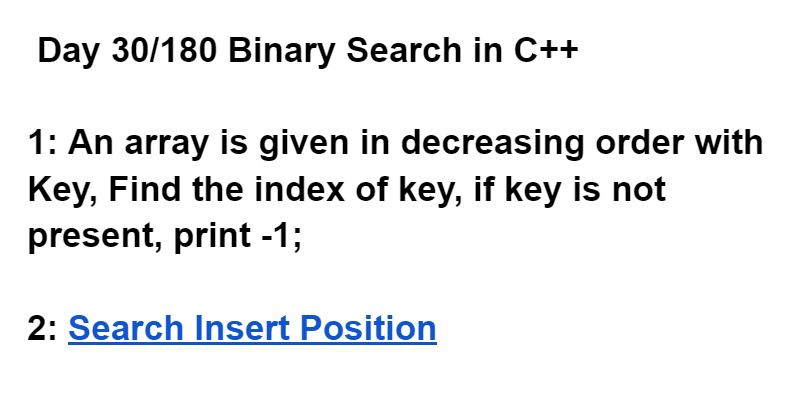 Day 30/180 Binary Search in C++
1: An array is given in decreasing order with
Key, Find the index of key, if key is not
present, print -1;
2: Search Insert Position